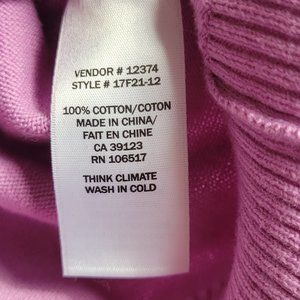 VENDOR # 12374
STYLE # 17F21-12
100% COTTON/COTON
MADE IN CHINA/
FAIT EN CHINE
CA 39123
RN 106517
THINK CLIMATE
WASH IN COLD